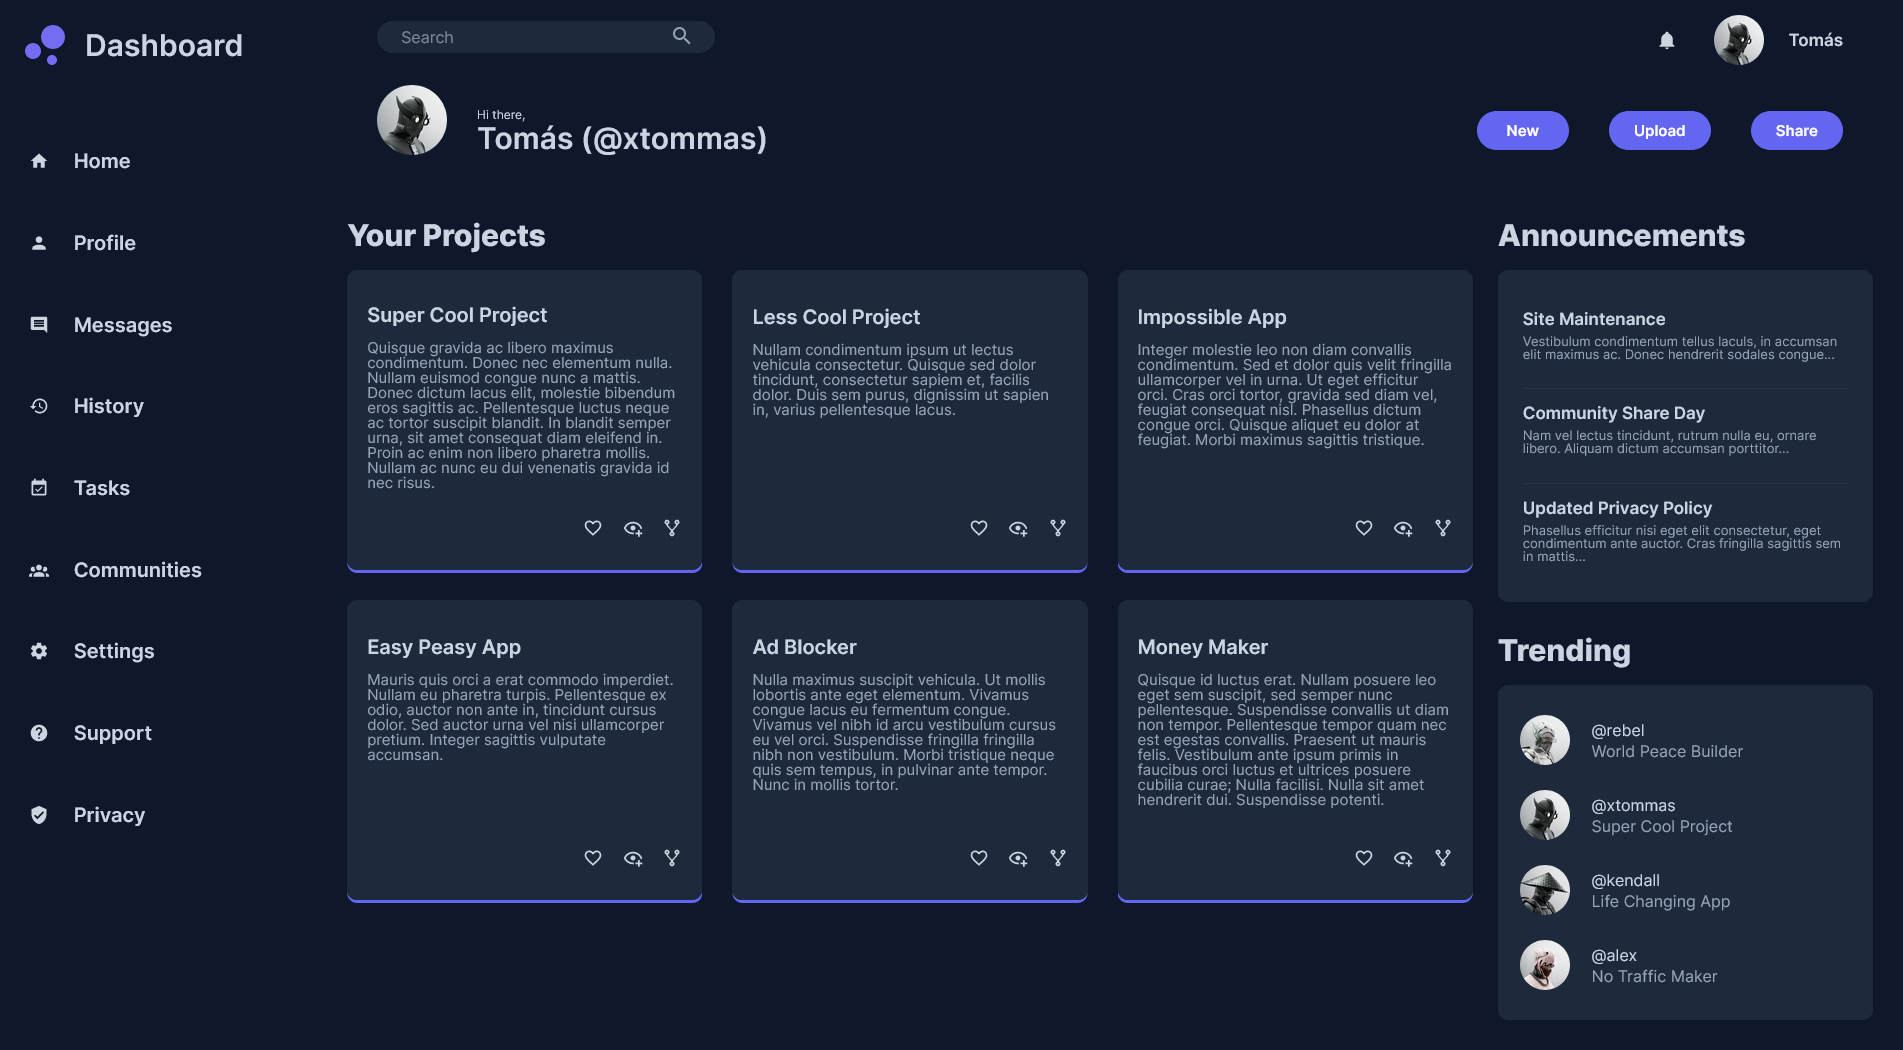 Dashboard
Search
Tomás
Hi there,
Tomás (@xtommas)
New
Upload
Share
Home
Profile
Messages
History
Tasks
Communities
Settings
Support
Privacy
Your Projects
Super Cool Project
Quisque gravida ac libero maximus
condimentum. Donec nec elementum nulla.
Nullam euismod congue nunc a mattis.
Donec dictum lacus elit, molestie bibendum
eros sagittis ac. Pellentesque luctus neque
ac tortor suscipit blandit. In blandit semper
urna, sit amet consequat diam eleifend in.
Proin ac enim non libero pharetra mollis.
Nullam ac nunc eu dui venenatis gravida id
nec risus.
Less Cool Project
Nullam condimentum ipsum ut lectus
vehicula consectetur. Quisque sed dolor
tincidunt, consectetur sapien et, facilis
dolor. Duis sem purus, dignissim ut sapien
in, varius pellentesque lacus.
Impossible App
Integer molestie leo non diam convallis
condimentum. Sed et dolor quis velit fringilla
ullamcorper vel in urna. Ut eget efficitur
orci. Cras orci tortor, gravida sed diam vel,
feugiat consequat nisl. Phasellus dictum
congue orci. Quisque aliquet eu dolor at
feugiat. Morbi maximus sagittis tristique.
Easy Peasy App
Mauris quis orci a erat commodo imperdiet.
Nullam eu pharetra turpis. Pellentesque ex
odio, auctor non ante in, tincidunt cursus
dolor. Sed auctor urna vel nisi ullamcorper
pretium. Integer sagittis vulputate
accumsan.
Ad Blocker
Nulla maximus suscipit vehicula. Ut mollis
lobortis ante eget elementum. Vivamus
congue lacus eu fermentum congue.
Vivamus vel nibh id arcu vestibulum cursus
eu vel orci. Suspendisse fringilla fringilla
nibh non vestibulum. Morbi tristique neque
quis sem tempus, in pulvinar ante tempor.
Nunc in mollis tortor.
Money Maker
Quisque id luctus erat. Nullam posuere leo
eget sem suscipit, sed semper nunc
pellentesque. Suspendisse convallis ut diam
non tempor. Pellentesque tempor quam nec
est egestas convallis. Praesent ut mauris
felis. Vestibulum ante ipsum primis in
faucibus orci luctus et ultrices posuere
cubilia curae; Nulla facilisi. Nulla sit amet
hendrerit dui. Suspendisse potenti.
Announcements
Site Maintenance
Vestibulum condimentum tellus laculs, in accumsan
elit maximus ac. Donec hendrerit sodales congue...
Community Share Day
Nam vel lectus tincidunt, rutrum nulla eu, ornare
libero. Aliquam dictum accumsan porttitor...
Updated Privacy Policy
Phasellus efficitur nisi eget elit consectetur, eget
condimentum ante auctor. Cras fringilla sagittis sem
in mattis...
Trending
@rebel
World Peace Builder
@xtommas
Super Cool Project
@kendall
Life Changing App
@alex
No Traffic Maker